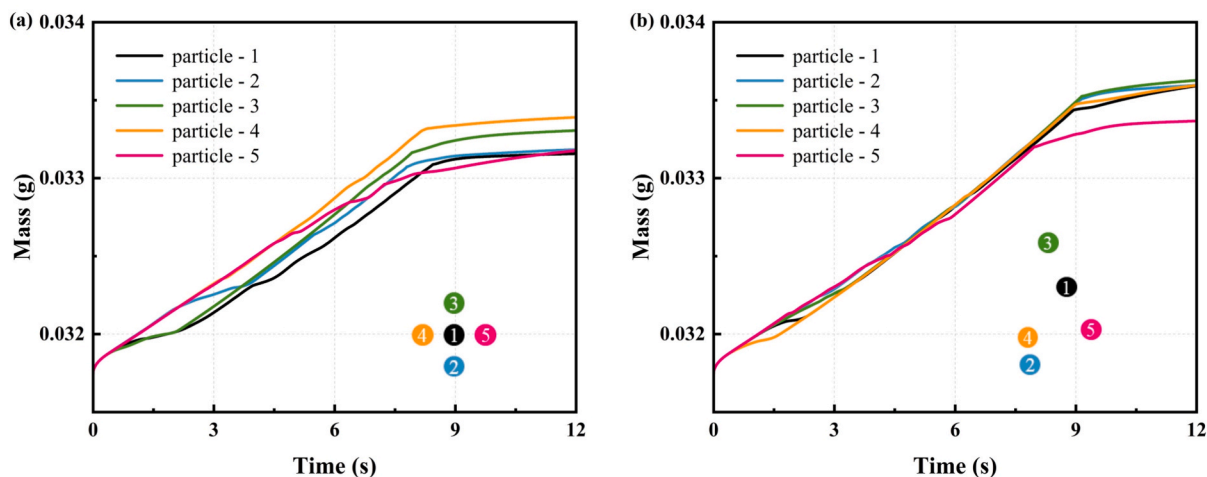 (a)
0.034
0.033
0.032
Mass (g)
particle - 1
particle - 2
particle - 3
particle - 4
particle - 5
3
4 1 5
2
0 3 6 9 12
Time (s)
(b)
0.034
0.033
0.032
Mass (g)
particle - 1
particle - 2
particle - 3
particle - 4
particle - 5
3
1
5
4
2
0 3 6 9 12
Time (s)